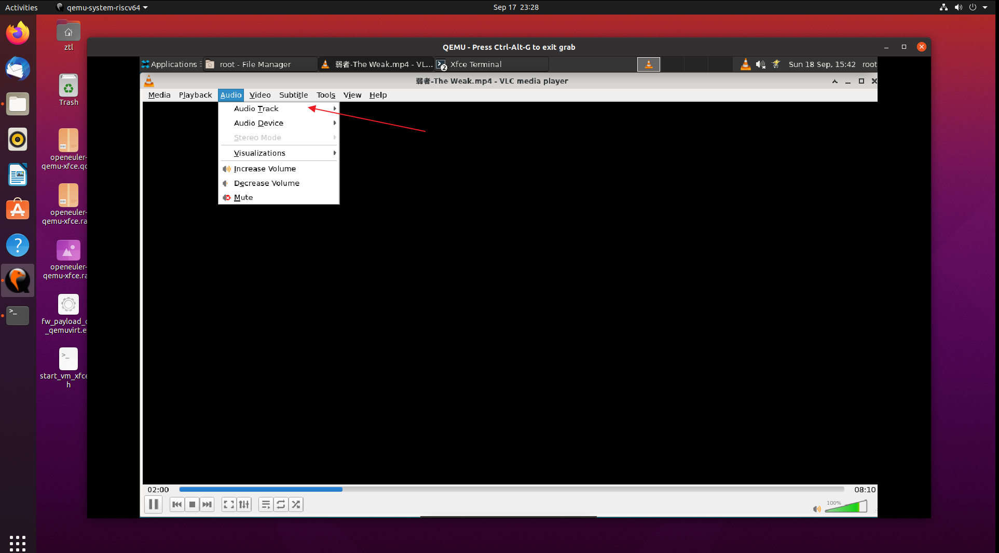 Activities
qemu-system-riscv64
Sep 17 23:28
ztl
Trash
openeuler-
qemu-xfce.qc
openeuler-
qemu-xfce.ra
openeuler-
qemu-xfce.ra
fw_payload_o
_qemuvirt.e
start_vm_xfce
h
QEMU - Press Ctrl-Alt-G to exit grab
Applications
root - File Manager
弱者-The Weak.mp4 - VL...
2
Xfce Terminal
Sun 18 Sep, 15:42
root
弱者-The Weak.mp4 - VLC media player
Media Playback Audio Video Subtitle Tools View Help
Audio Track
Audio Device
Stereo Mode
Visualizations
Increase Volume
Decrease Volume
Mute
02:00
08:10
100%